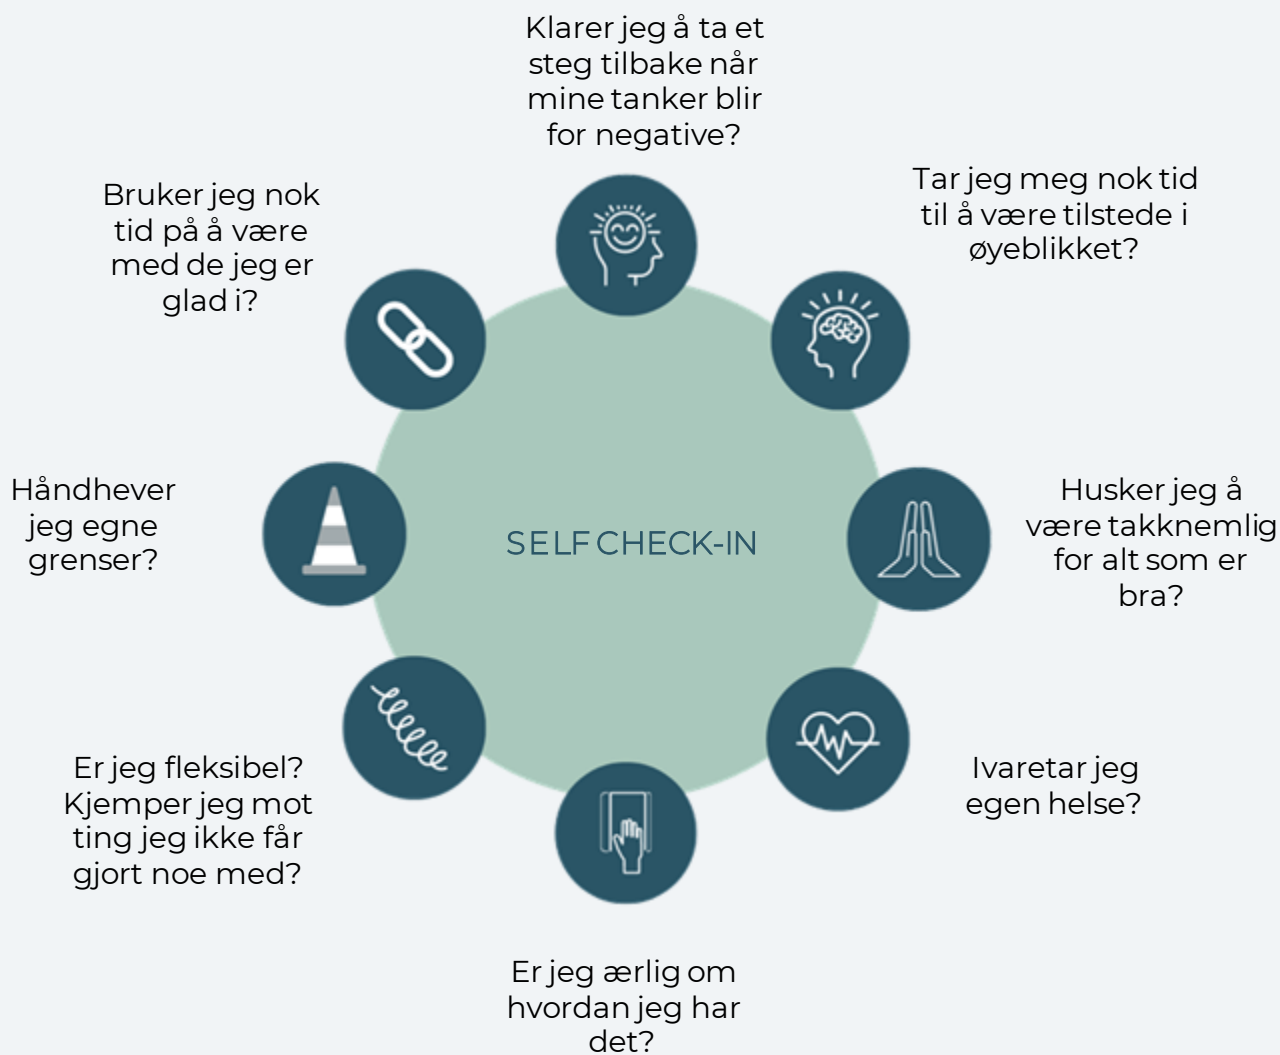 Klarer jeg å ta et
steg tilbake når
mine tanker blir
for negative?
Tar jeg meg nok tid
til å være tilstede i
øyeblikket?
Husker jeg å
være takknemlig
for alt som er
bra?
Ivaretar jeg
egen helse?
Er jeg ærlig om
hvordan jeg har
det?
Er jeg fleksibel?
Kjemper jeg mot
ting jeg ikke får
gjort noe med?
Håndhever
jeg egne
grenser?
Bruker jeg nok
tid på å være
med de jeg er
glad i?
SELF CHECK-IN